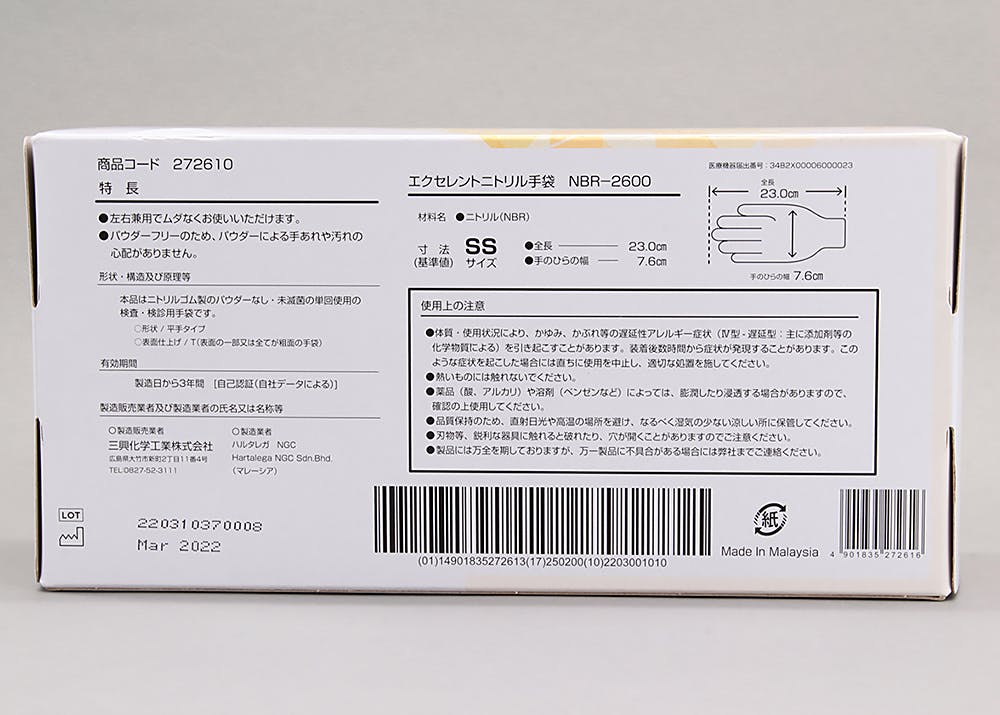 商品コード 272610
特 長
●左右兼用でムダなくお使いいただけます。
●パウダーフリーのため、パウダーによる手あれや汚れの
心配がありません。
形状・構造及び原理等
本品はニトリルゴム製のパウダーなし・未滅菌の単回使用の
検査・検診用手袋です。
○形状 / 平手タイプ
○表面仕上げ / T(表面の一部又は全てが粗面の手袋)
有効期間
製造日から3年間 [自己認証(自社データによる)]
製造販売業者及び製造業者の氏名又は名称等
○製造販売業者
三興化学工業株式会社
広島県大竹市新町2丁目11番4号
TEL:0827-52-3111
○製造業者
ハルタレガ NGC
Hartalega NGC Sdn.Bhd.
(マレーシア)
エクセレントニトリル手袋 NBR-2600
材料名 ●ニトリル(NBR)
寸 法
(基準値)
SS
サイズ
●全長 23.0cm
●手のひらの幅 7.6cm
医療機器届出番号:34B2X00006000023
全長
23.0cm
手のひらの幅 7.6cm
使用上の注意
●体質・使用状況により、かゆみ、かぶれ等の遅延性アレルギー症状(Ⅳ型-遅延型:主に添加剤等の
化学物質による)を引き起こすことがあります。装着後数時間から症状が発現することがあります。この
ような症状を起こした場合には直ちに使用を中止し、適切な処置を施してください。
●熱いものには触れないでください。
●薬品(酸、アルカリ)や溶剤(ベンゼンなど)によっては、膨潤したり浸透する場合がありますので、
確認の上使用してください。
●品質保持のため、直射日光や高温の場所を避け、なるべく湿気の少ない涼しい所に保管してください。
●刃物等、鋭利な器具に触れると破れたり、穴が開くことがありますのでご注意ください。
●製品には万全を期しておりますが、万一製品に不具合がある場合には弊社までご連絡ください。
LOT
220310370008
Mar 2022
(01)14901835272613(17)250200(10)2203001010
紙
Made In Malaysia
4 901835 272616